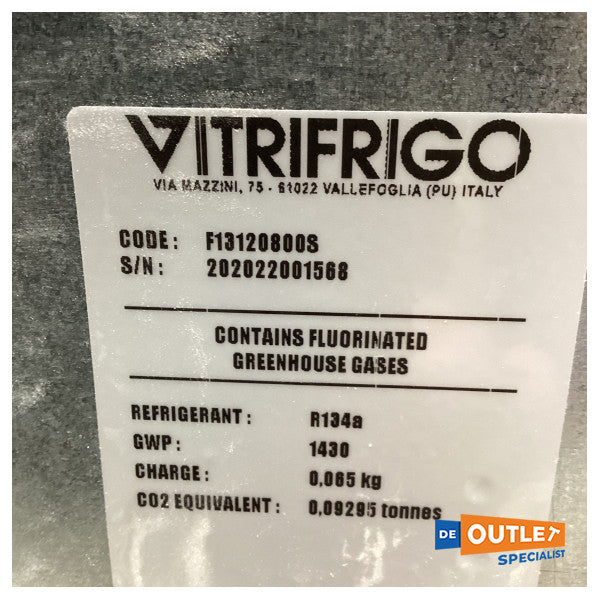 VITRIFRIGO
VIA MAZZINI, 75 - 61022 VALLEFOGLIA (PU) ITALY
CODE: F13120800S
S/N: 202022001568
CONTAINS FLUORINATED
GREENHOUSE GASES
REFRIGERANT: R134a
GWP: 1430
CHARGE: 0,065 kg
CO2 EQUIVALENT: 0,09295 tonnes
DE OUTLET
SPECIALIST